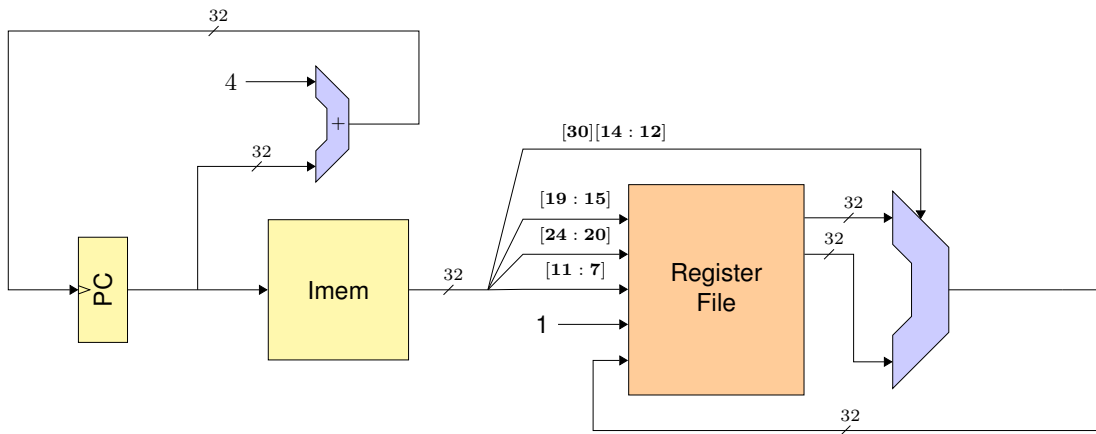 32
4
+
32
[30][14 : 12]
[19 : 15]
32
[24 : 20]
32
PC
Imem
32
[11 : 7]
Register
File
1
32